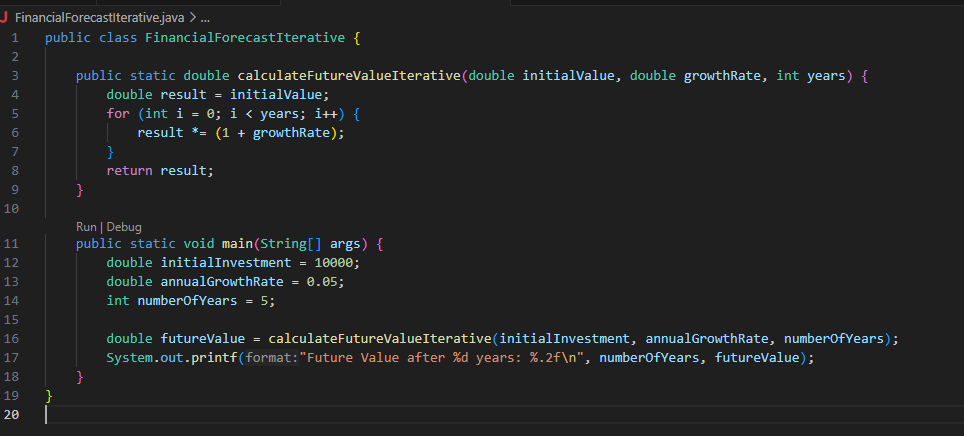 J FinancialForecastIterative.java > ...
1 public class FinancialForecastIterative {
2
3 public static double calculateFutureValueIterative(double initialValue, double growthRate, int years) {
4 double result = initialValue;
5 for (int i = 0; i < years; i++) {
6 result *= (1 + growthRate);
7 }
8 return result;
9 }
10
Run | Debug
11 public static void main(String[] args) {
12 double initialInvestment = 10000;
13 double annualGrowthRate = 0.05;
14 int numberOfYears = 5;
15
16 double futureValue = calculateFutureValueIterative(initialInvestment, annualGrowthRate, numberOfYears);
17 System.out.printf(format:"Future Value after %d years: %.2f\n", numberOfYears, futureValue);
18 }
19 }
20